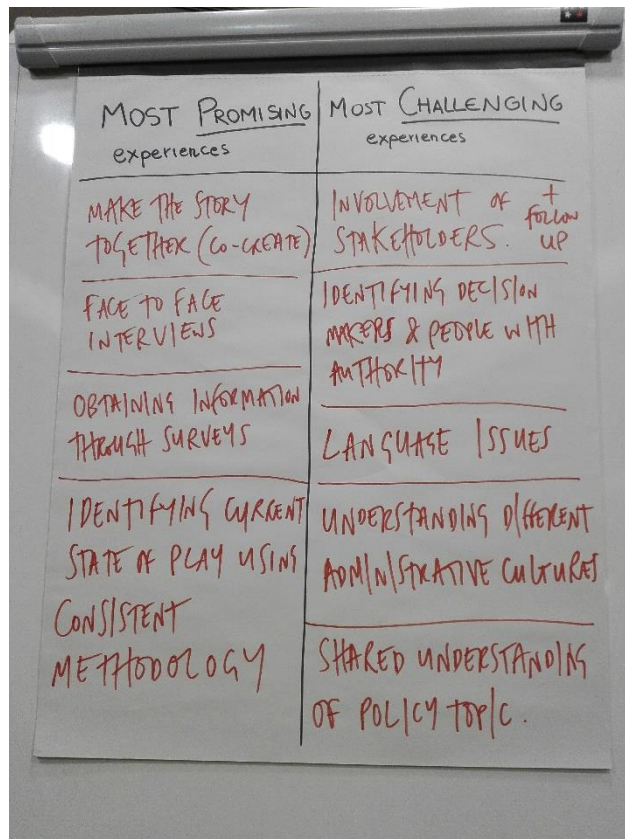 MOST PROMISING
experiences
MAKE THE STORY
TOGETHER (CO-CREATE)
FACE TO FACE
INTERVIEWS
OBTAINING INFORMATION
THROUGH SURVEYS
IDENTIFYING CURRENT
STATE OF PLAY USING
CONSISTENT
METHODOLOGY
MOST CHALLENGING
experiences
INVOLVEMENT OF
STAKEHOLDERS.
+
FOLLOW
UP
IDENTIFYING DECISION
MAKERS & PEOPLE WITH
AUTHORITY
LANGUAGE ISSUES
UNDERSTANDING DIFFERENT
ADMINISTRATIVE CULTURES
SHARED UNDERSTANDING
OF POLICY TOPIC.